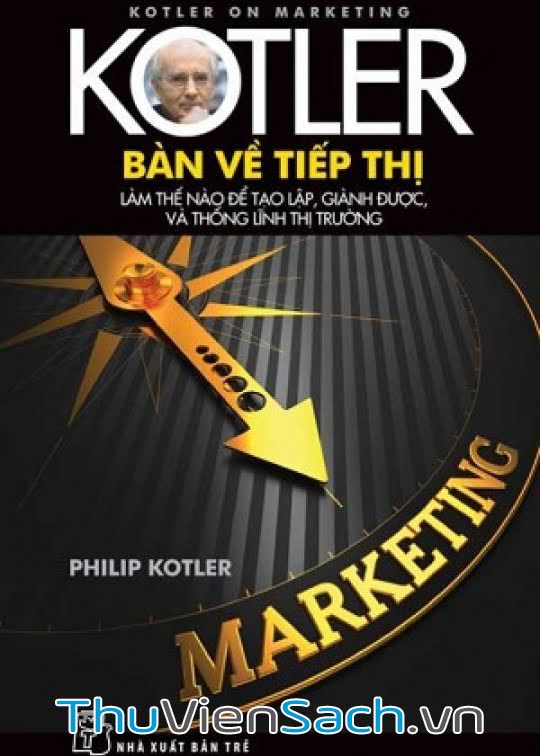 KOTLER ON MARKETING
KOTLER
BÀN VỀ TIẾP THỊ
LÀM THẾ NÀO ĐỂ TẠO LẬP, GIÀNH ĐƯỢC,
VÀ THỐNG LĨNH THỊ TRƯỜNG
PHILIP KOTLER
MARKETING
ThuVienSach.vn
NHÀ XUẤT BẢN TRẺ